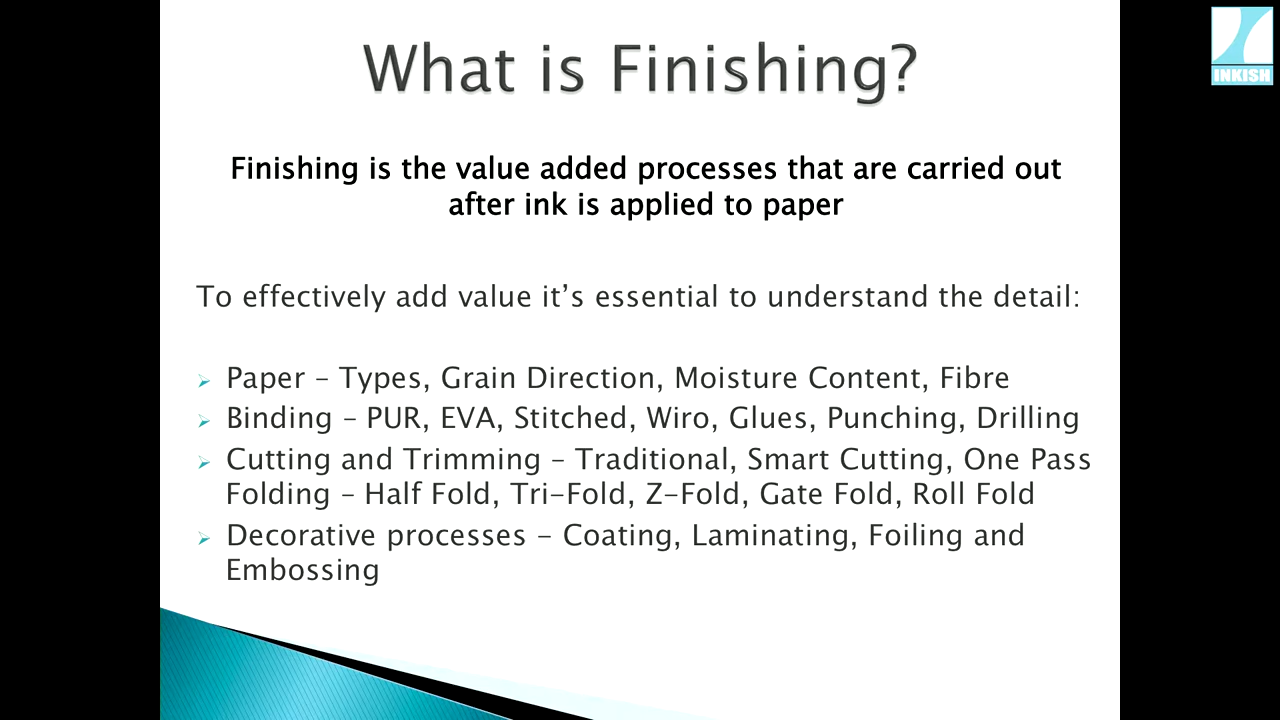 INKISH
What is Finishing?
Finishing is the value added processes that are carried out
after ink is applied to paper
To effectively add value it’s essential to understand the detail:
➢ Paper – Types, Grain Direction, Moisture Content, Fibre
➢ Binding – PUR, EVA, Stitched, Wiro, Glues, Punching, Drilling
➢ Cutting and Trimming – Traditional, Smart Cutting, One Pass
Folding – Half Fold, Tri-Fold, Z-Fold, Gate Fold, Roll Fold
➢ Decorative processes - Coating, Laminating, Foiling and
Embossing